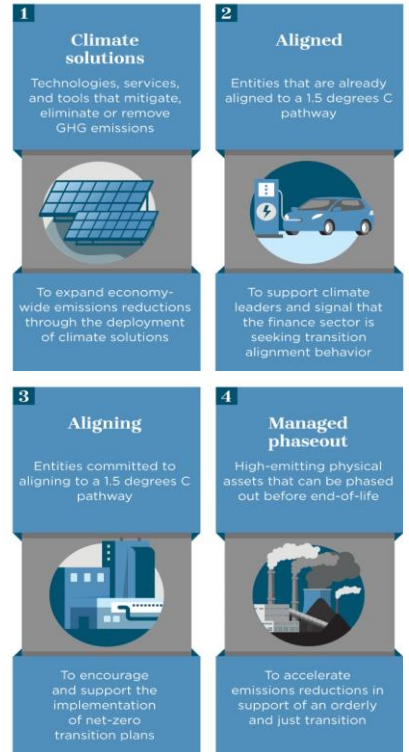 1
Climate
solutions
Technologies, services,
and tools that mitigate,
eliminate or remove
GHG emissions
To expand economy-
wide emissions reductions
through the deployment
of climate solutions
2
Aligned
Entities that are already
aligned to a 1.5 degrees C
pathway
To support climate
leaders and signal that
the finance sector is
seeking transition
alignment behavior
3
Aligning
Entities committed to
aligning to a 1.5 degrees C
pathway
To encourage
and support the
implementation
of net-zero
transition plans
4
Managed
phaseout
High-emitting physical
assets that can be phased
out before end-of-life
To accelerate
emissions reductions in
support of an orderly
and just transition